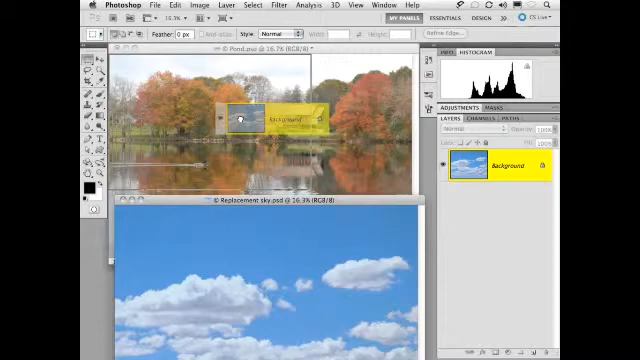 Photoshop File Edit Image Layer Select Filter Analysis 3D View Window Help
16.3% MY PANELS ESSENTIALS DESIGN CS Live
Feather: 0 px Anti-alias Style: Normal Width: Height: Refine Edge...
Pond.psd @ 16.7% (RGB/8) *
INFO HISTOGRAM
Background
ADJUSTMENTS MASKS
LAYERS CHANNELS PATHS
Normal Opacity: 100%
Lock: Fill: 100%
Background
Replacement sky.psd @ 16.3% (RGB/8)